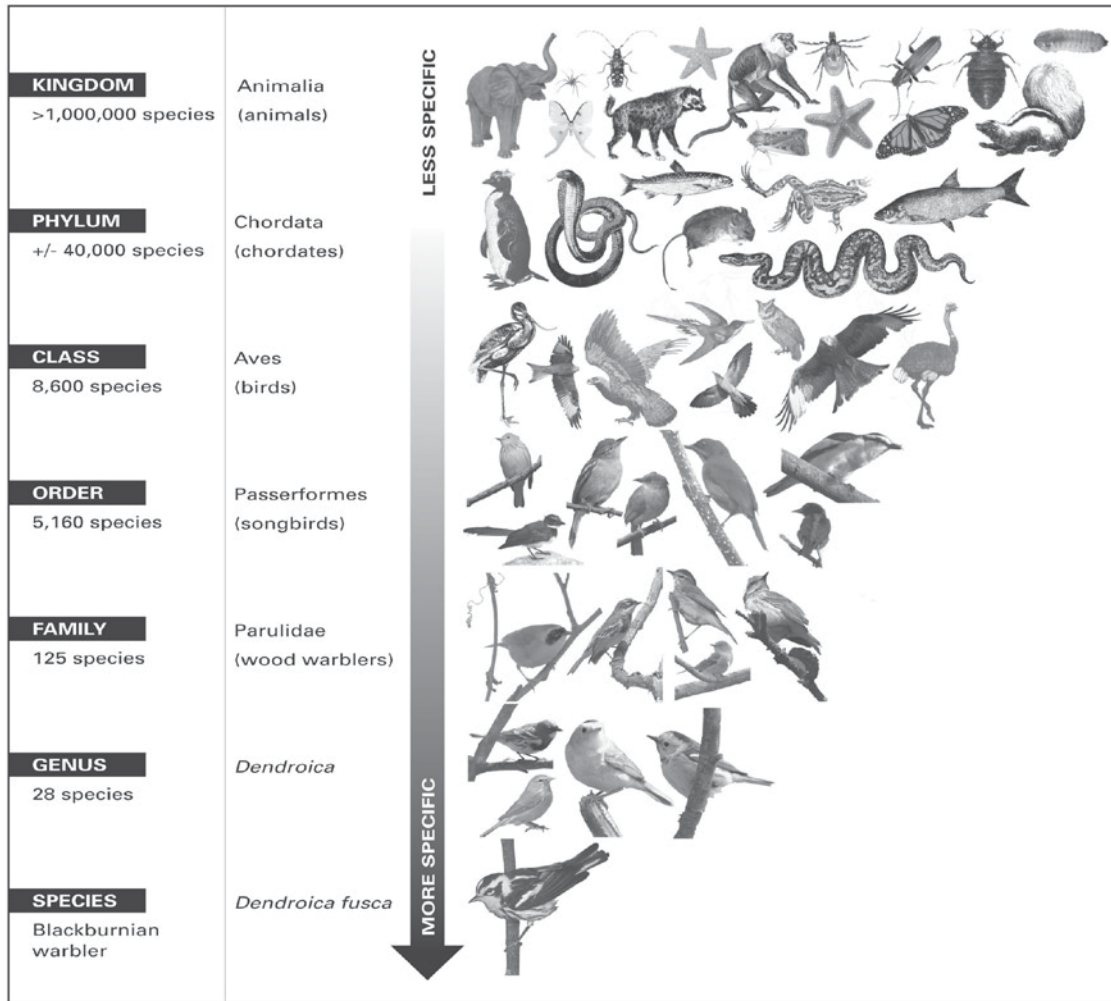 KINGDOM
>1,000,000 species
Animalia
(animals)
LESS SPECIFIC
PHYLUM
+/- 40,000 species
Chordata
(chordates)
CLASS
8,600 species
Aves
(birds)
ORDER
5,160 species
Passerformes
(songbirds)
FAMILY
125 species
Parulidae
(wood warblers)
GENUS
28 species
Dendroica
MORE SPECIFIC
SPECIES
Blackburnian
warbler
Dendroica fusca